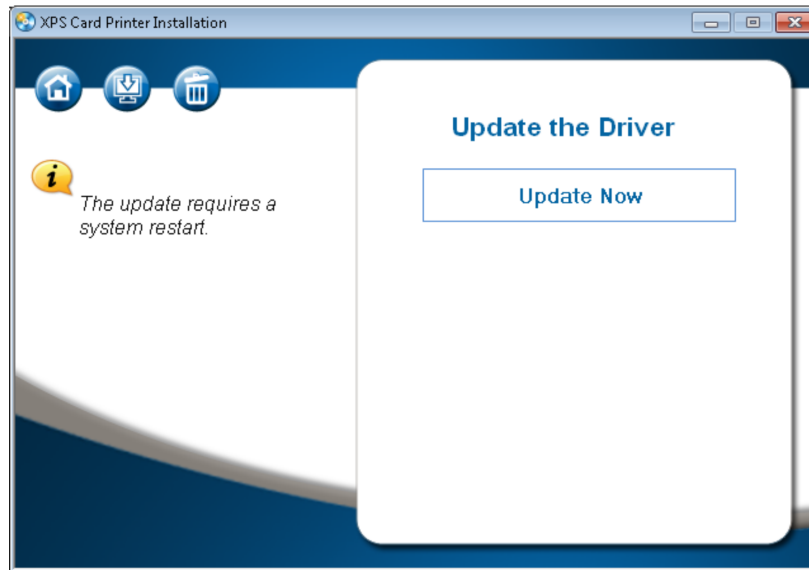 XPS Card Printer Installation
Update the Driver
Update Now
i
The update requires a
system restart.